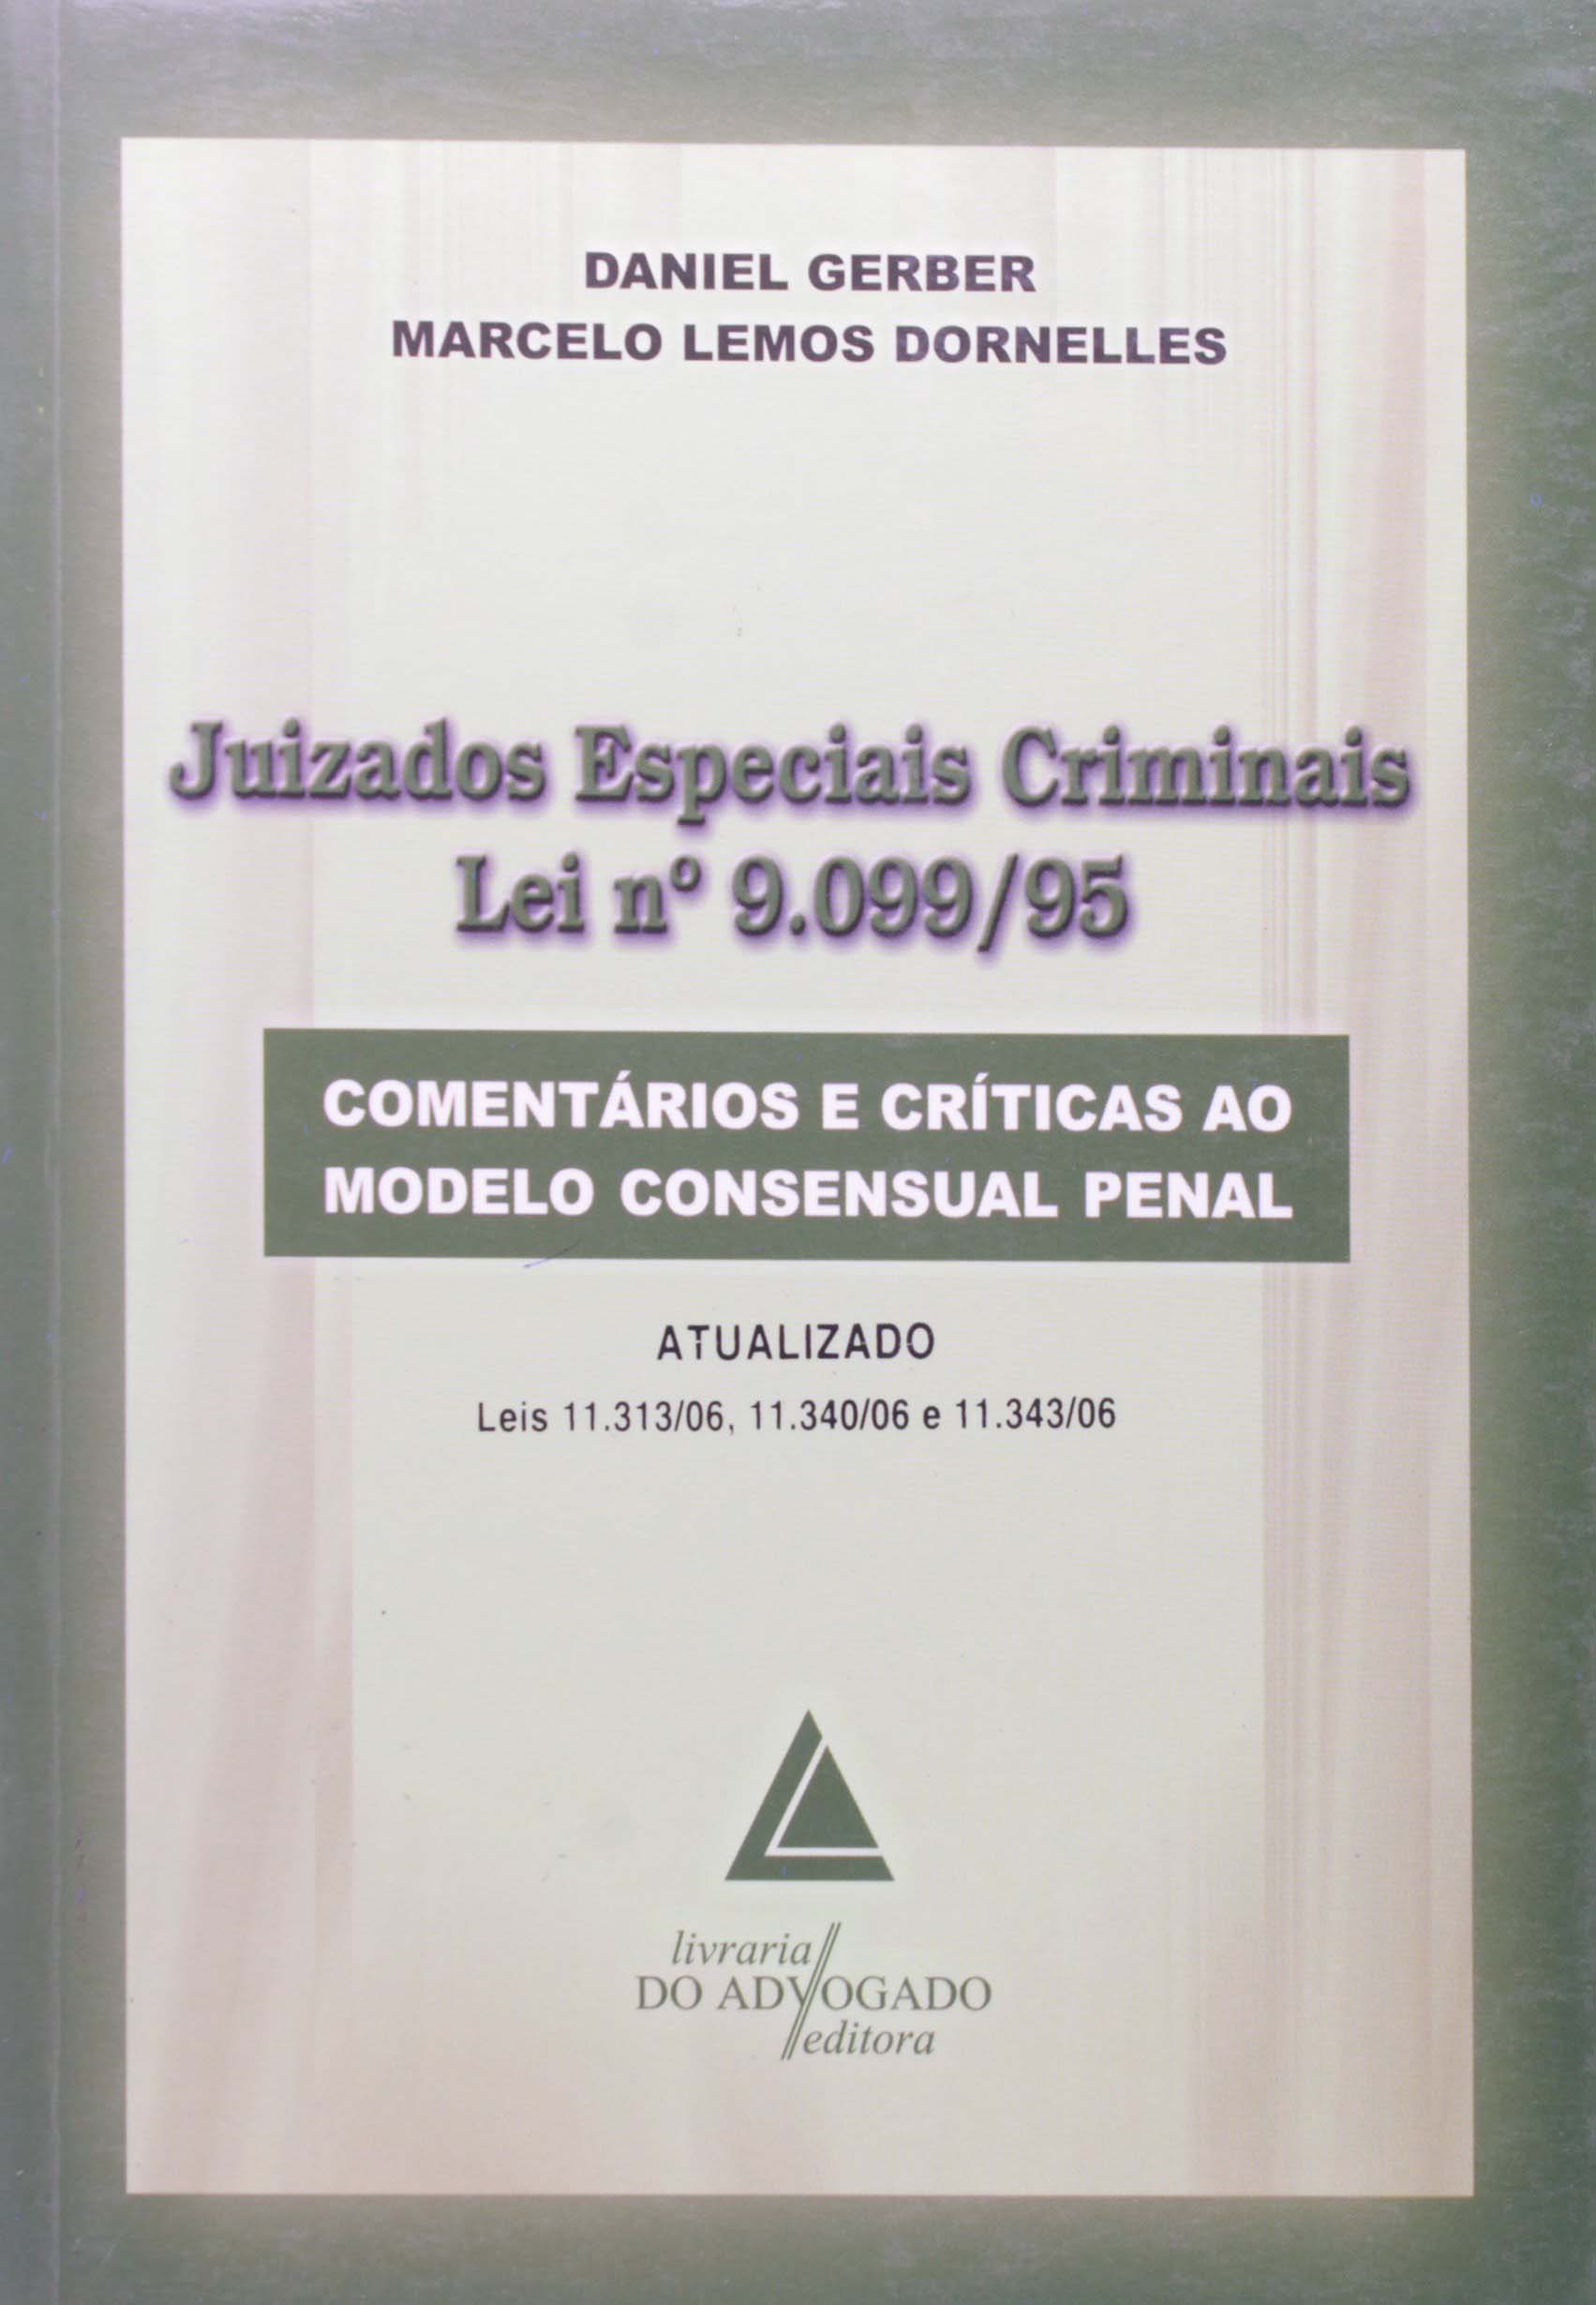 DANIEL GERBER
MARCELO LEMOS DORNELLES
Juizados Especiais Criminais
Lei nº 9.099/95
COMENTÁRIOS E CRÍTICAS AO
MODELO CONSENSUAL PENAL
ATUALIZADO
Leis 11.313/06, 11.340/06 e 11.343/06
livraria
DO ADVOGADO
editora